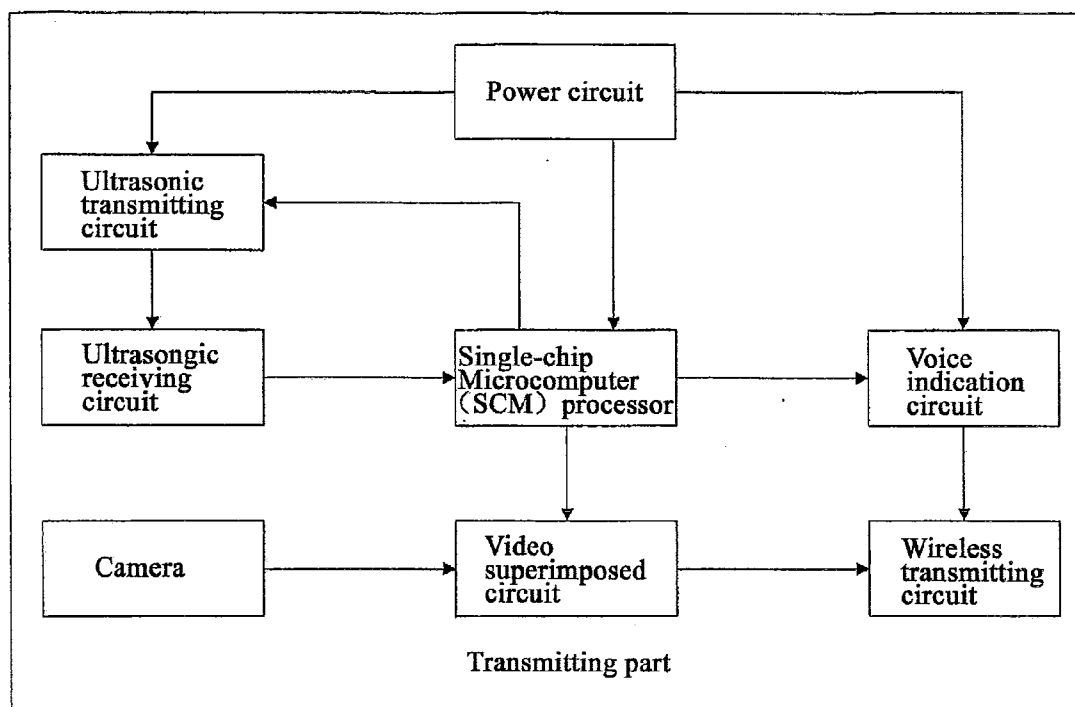 Power circuit
Ultrasonic
transmitting
circuit
Ultrasongic
receiving
circuit
Single-chip
Microcomputer
（SCM）processor
Voice
indication
circuit
Camera
Video
superimposed
circuit
Wireless
transmitting
circuit
Transmitting part